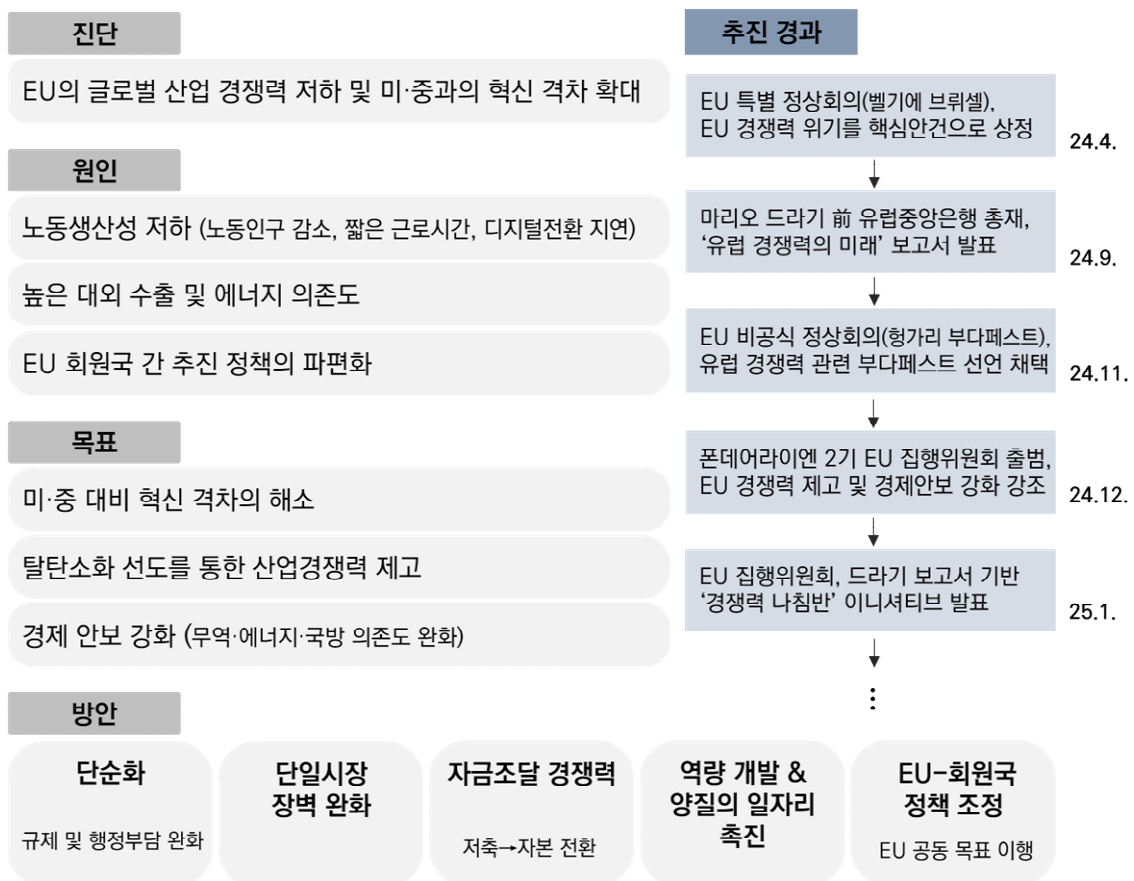 진단
EU의 글로벌 산업 경쟁력 저하 및 미·중과의 혁신 격차 확대
원인
노동생산성 저하 (노동인구 감소, 짧은 근로시간, 디지털전환 지연)
높은 대외 수출 및 에너지 의존도
EU 회원국 간 추진 정책의 파편화
목표
미·중 대비 혁신 격차의 해소
탈탄소화 선도를 통한 산업경쟁력 제고
경제 안보 강화 (무역·에너지·국방 의존도 완화)
추진 경과
EU 특별 정상회의(벨기에 브뤼셀),
EU 경쟁력 위기를 핵심안건으로 상정
24.4.
마리오 드라기 前 유럽중앙은행 총재,
‘유럽 경쟁력의 미래’ 보고서 발표
24.9.
EU 비공식 정상회의(헝가리 부다페스트),
유럽 경쟁력 관련 부다페스트 선언 채택
24.11.
폰데어라이엔 2기 EU 집행위원회 출범,
EU 경쟁력 제고 및 경제안보 강화 강조
24.12.
EU 집행위원회, 드라기 보고서 기반
‘경쟁력 나침반’ 이니셔티브 발표
25.1.
⋮
방안
단순화
규제 및 행정부담 완화
단일시장
장벽 완화
자금조달 경쟁력
저축→자본 전환
역량 개발 &
양질의 일자리
촉진
EU-회원국
정책 조정
EU 공동 목표 이행